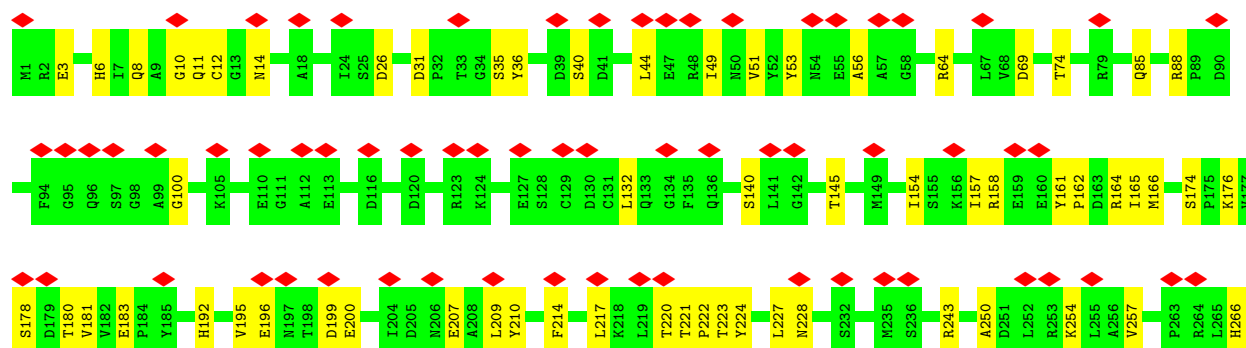 M1 R2 E3 H6 I7 Q8 A9 G10 Q11 C12 G13 N14 A18 I24 S25 D26 D31 P32 T33 G34 S35 Y36 D39 S40 D41 L44 E47 R48 I49 N50 V51 Y52 Y53 N54 E55 A56 A57 G58 R64 L67 V68 D69 T74 R79 Q85 R88 P89 D90
F94 G95 Q96 S97 G98 A99 G100 K105 E110 G111 A112 E113 D116 D120 R123 K124 E127 S128 C129 D130 C131 L132 Q133 G134 F135 Q136 S140 L141 G142 T145 M149 I154 S155 K156 I157 R158 E159 E160 Y161 P162 D163 R164 I165 M166 S174 P175 K176 V177
S178 D179 T180 V181 V182 E183 P184 Y185 H192 V195 E196 N197 T198 D199 E200 I204 D205 N206 E207 A208 L209 Y210 F214 L217 K218 L219 T220 T221 P222 T223 Y224 L227 N228 S232 M235 S236 R243 A250 D251 L252 R253 K254 L255 A256 V257 P263 R264 L265 H266